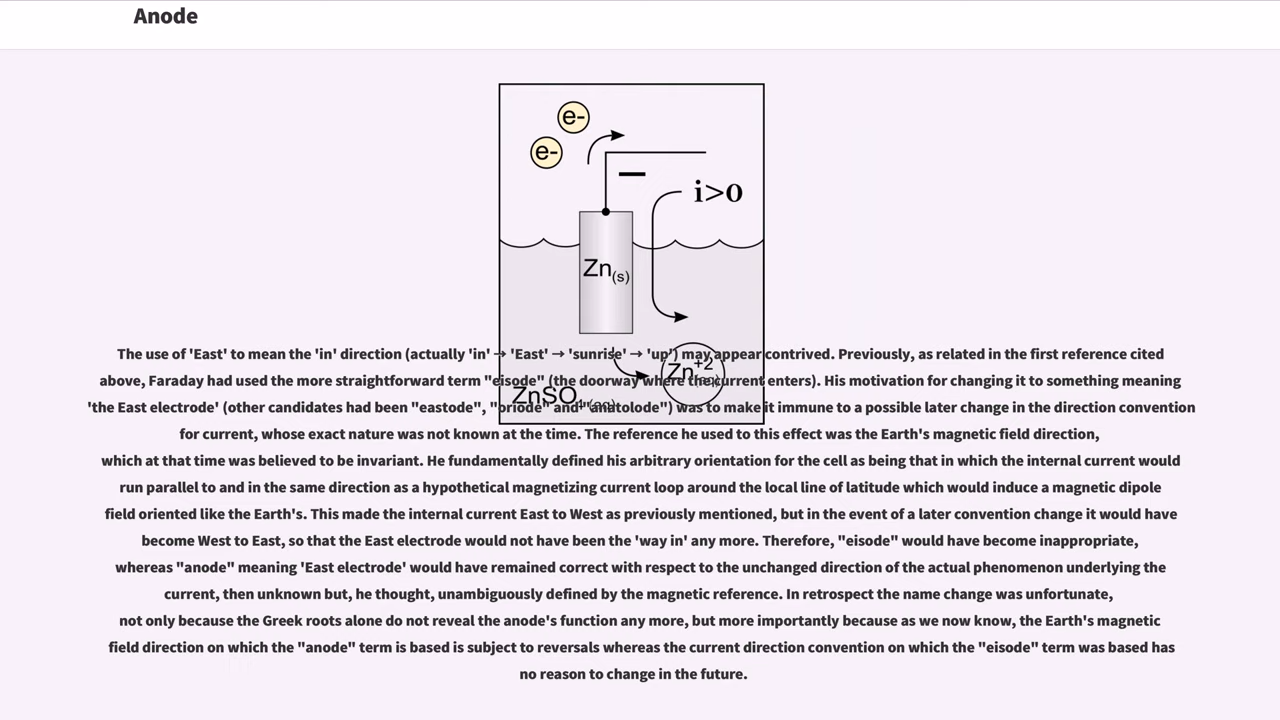 Anode
e-
e-
i>0
Zn(s)
The use of 'East' to mean the 'in' direction (actually 'in' → 'East' → 'sunrise' → 'up') may appear contrived. Previously, as related in the first reference cited
above, Faraday had used the more straightforward term "eisode" (the doorway where the current enters). His motivation for changing it to something meaning
Zn+2(aq)
ZnSO4(aq)
'the East electrode' (other candidates had been "eastode", "oriode" and "anatolode") was to make it immune to a possible later change in the direction convention
for current, whose exact nature was not known at the time. The reference he used to this effect was the Earth's magnetic field direction,
which at that time was believed to be invariant. He fundamentally defined his arbitrary orientation for the cell as being that in which the internal current would
run parallel to and in the same direction as a hypothetical magnetizing current loop around the local line of latitude which would induce a magnetic dipole
field oriented like the Earth's. This made the internal current East to West as previously mentioned, but in the event of a later convention change it would have
become West to East, so that the East electrode would not have been the 'way in' any more. Therefore, "eisode" would have become inappropriate,
whereas "anode" meaning 'East electrode' would have remained correct with respect to the unchanged direction of the actual phenomenon underlying the
current, then unknown but, he thought, unambiguously defined by the magnetic reference. In retrospect the name change was unfortunate,
not only because the Greek roots alone do not reveal the anode's function any more, but more importantly because as we now know, the Earth's magnetic
field direction on which the "anode" term is based is subject to reversals whereas the current direction convention on which the "eisode" term was based has
no reason to change in the future.